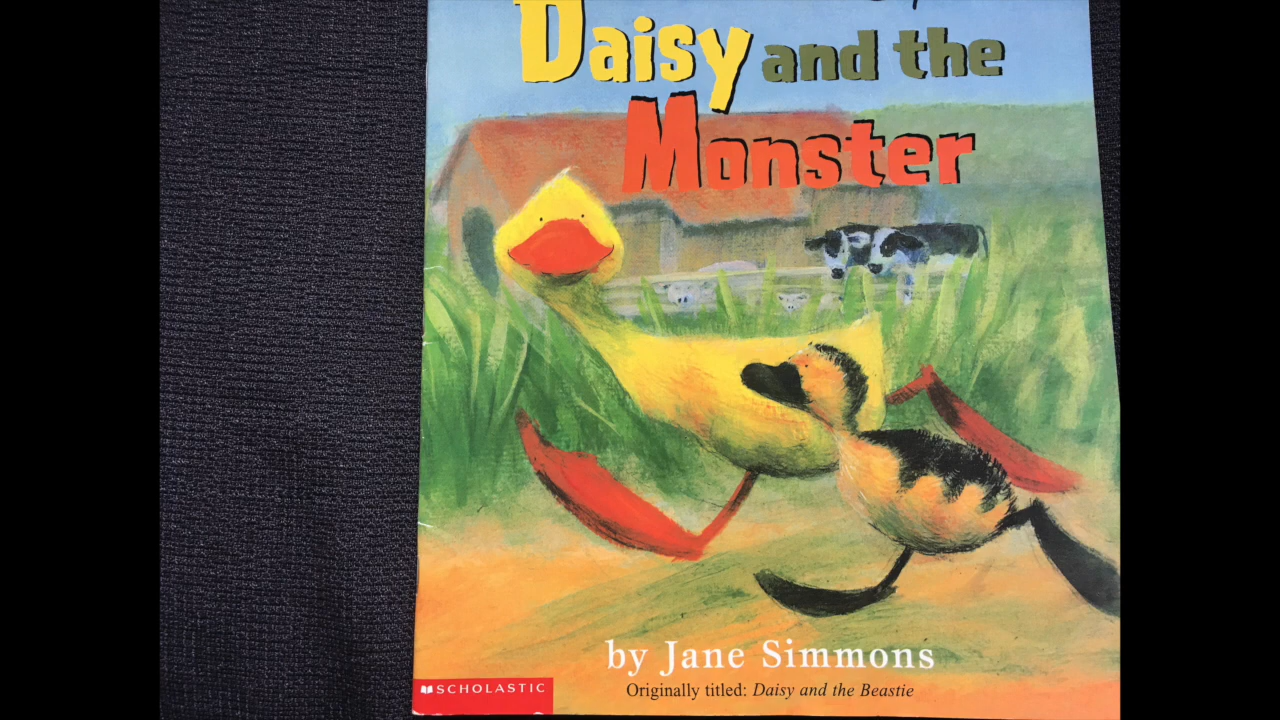 Daisy and the
Monster
by Jane Simmons
Originally titled: Daisy and the Beastie
SCHOLASTIC